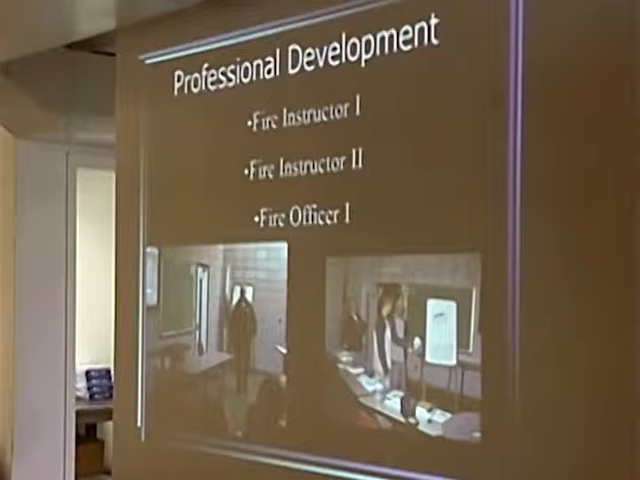 Professional Development
•Fire Instructor I
•Fire Instructor II
•Fire Officer I